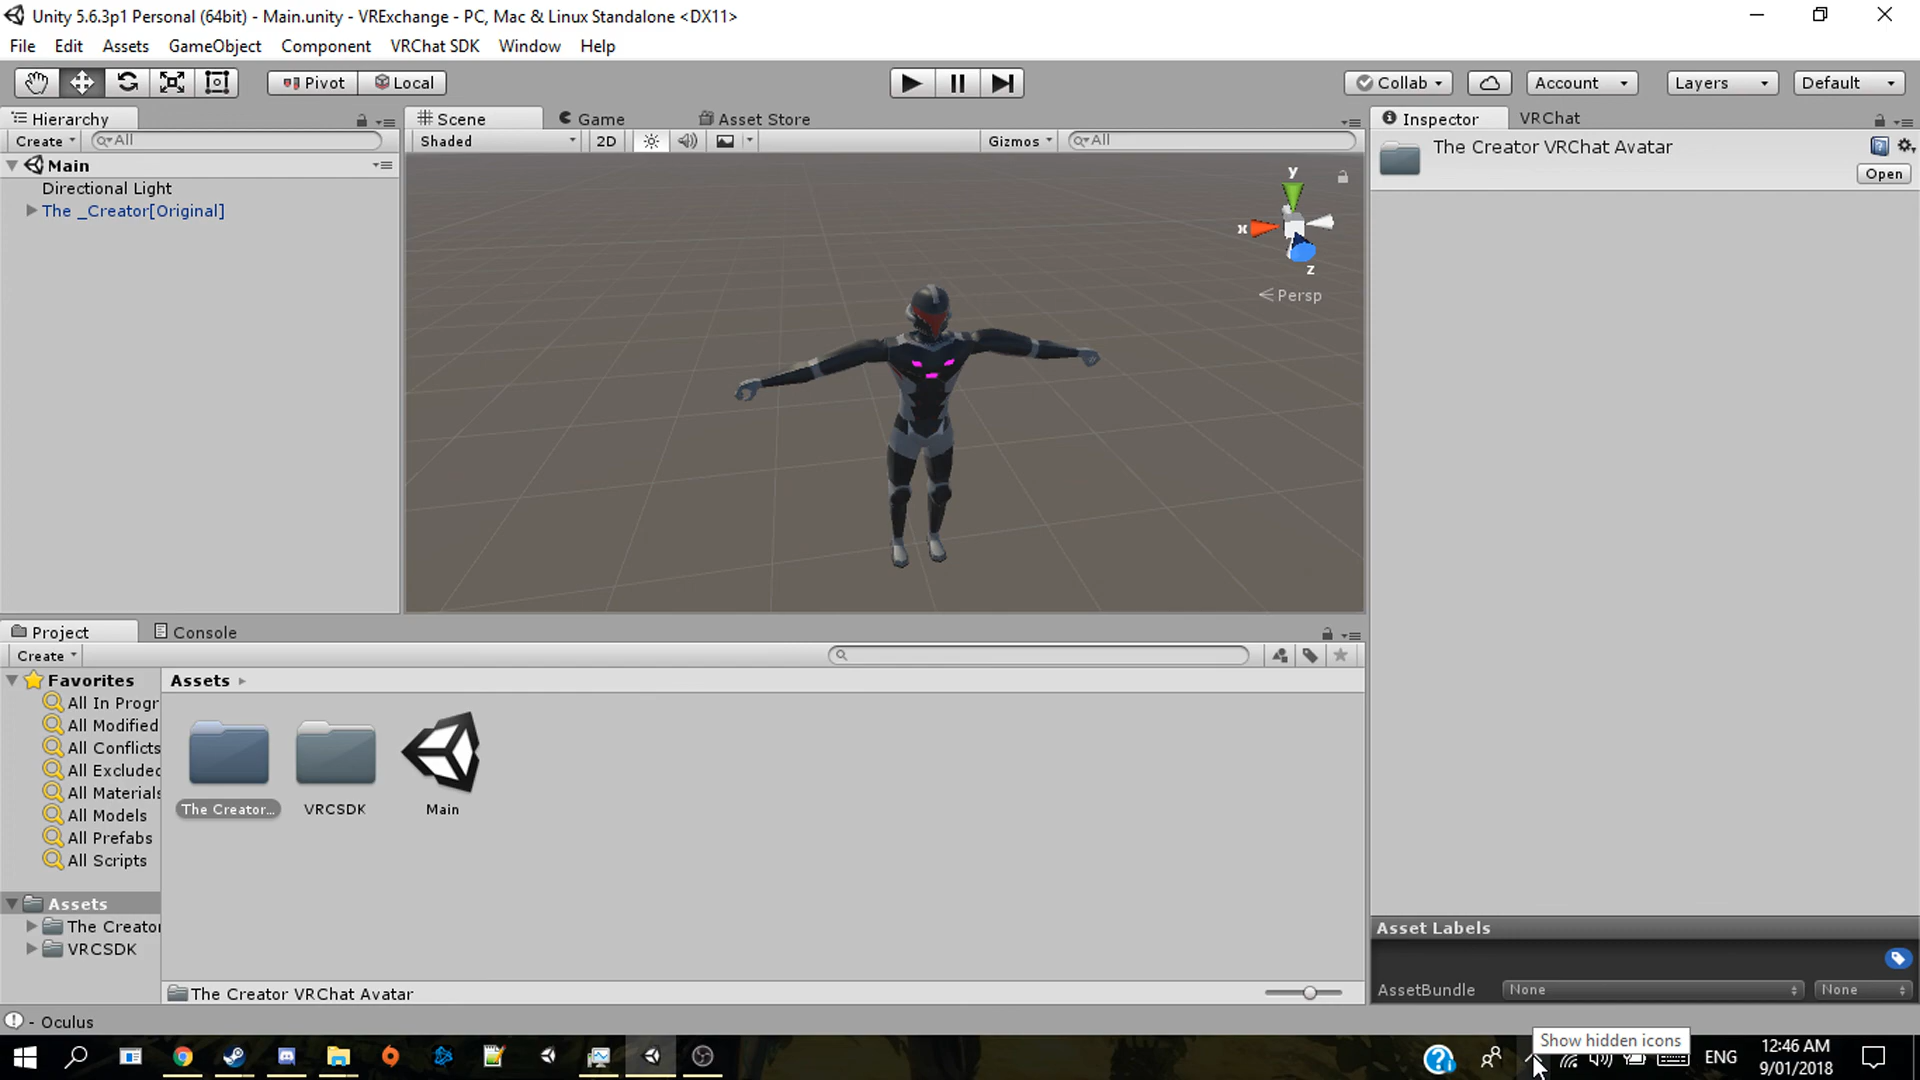 Unity 5.6.3p1 Personal (64bit) - Main.unity - VRExchange - PC, Mac & Linux Standalone <DX11>
File Edit Assets GameObject Component VRChat SDK Window Help
Pivot Local Collab Account Layers Default
Hierarchy
Create All
Main
Directional Light
The _Creator[Original]
Scene Game Asset Store
Shaded 2D Gizmos All
y
x
z
Persp
Inspector VRChat
The Creator VRChat Avatar
Open
Project Console
Create
Favorites
All In Progr
All Modified
All Conflicts
All Excluded
All Materials
All Models
All Prefabs
All Scripts
Assets
The Creator
VRCSDK
Assets
The Creator... VRCSDK Main
The Creator VRChat Avatar
Asset Labels
AssetBundle None None
- Oculus
Show hidden icons
ENG
12:46 AM
9/01/2018